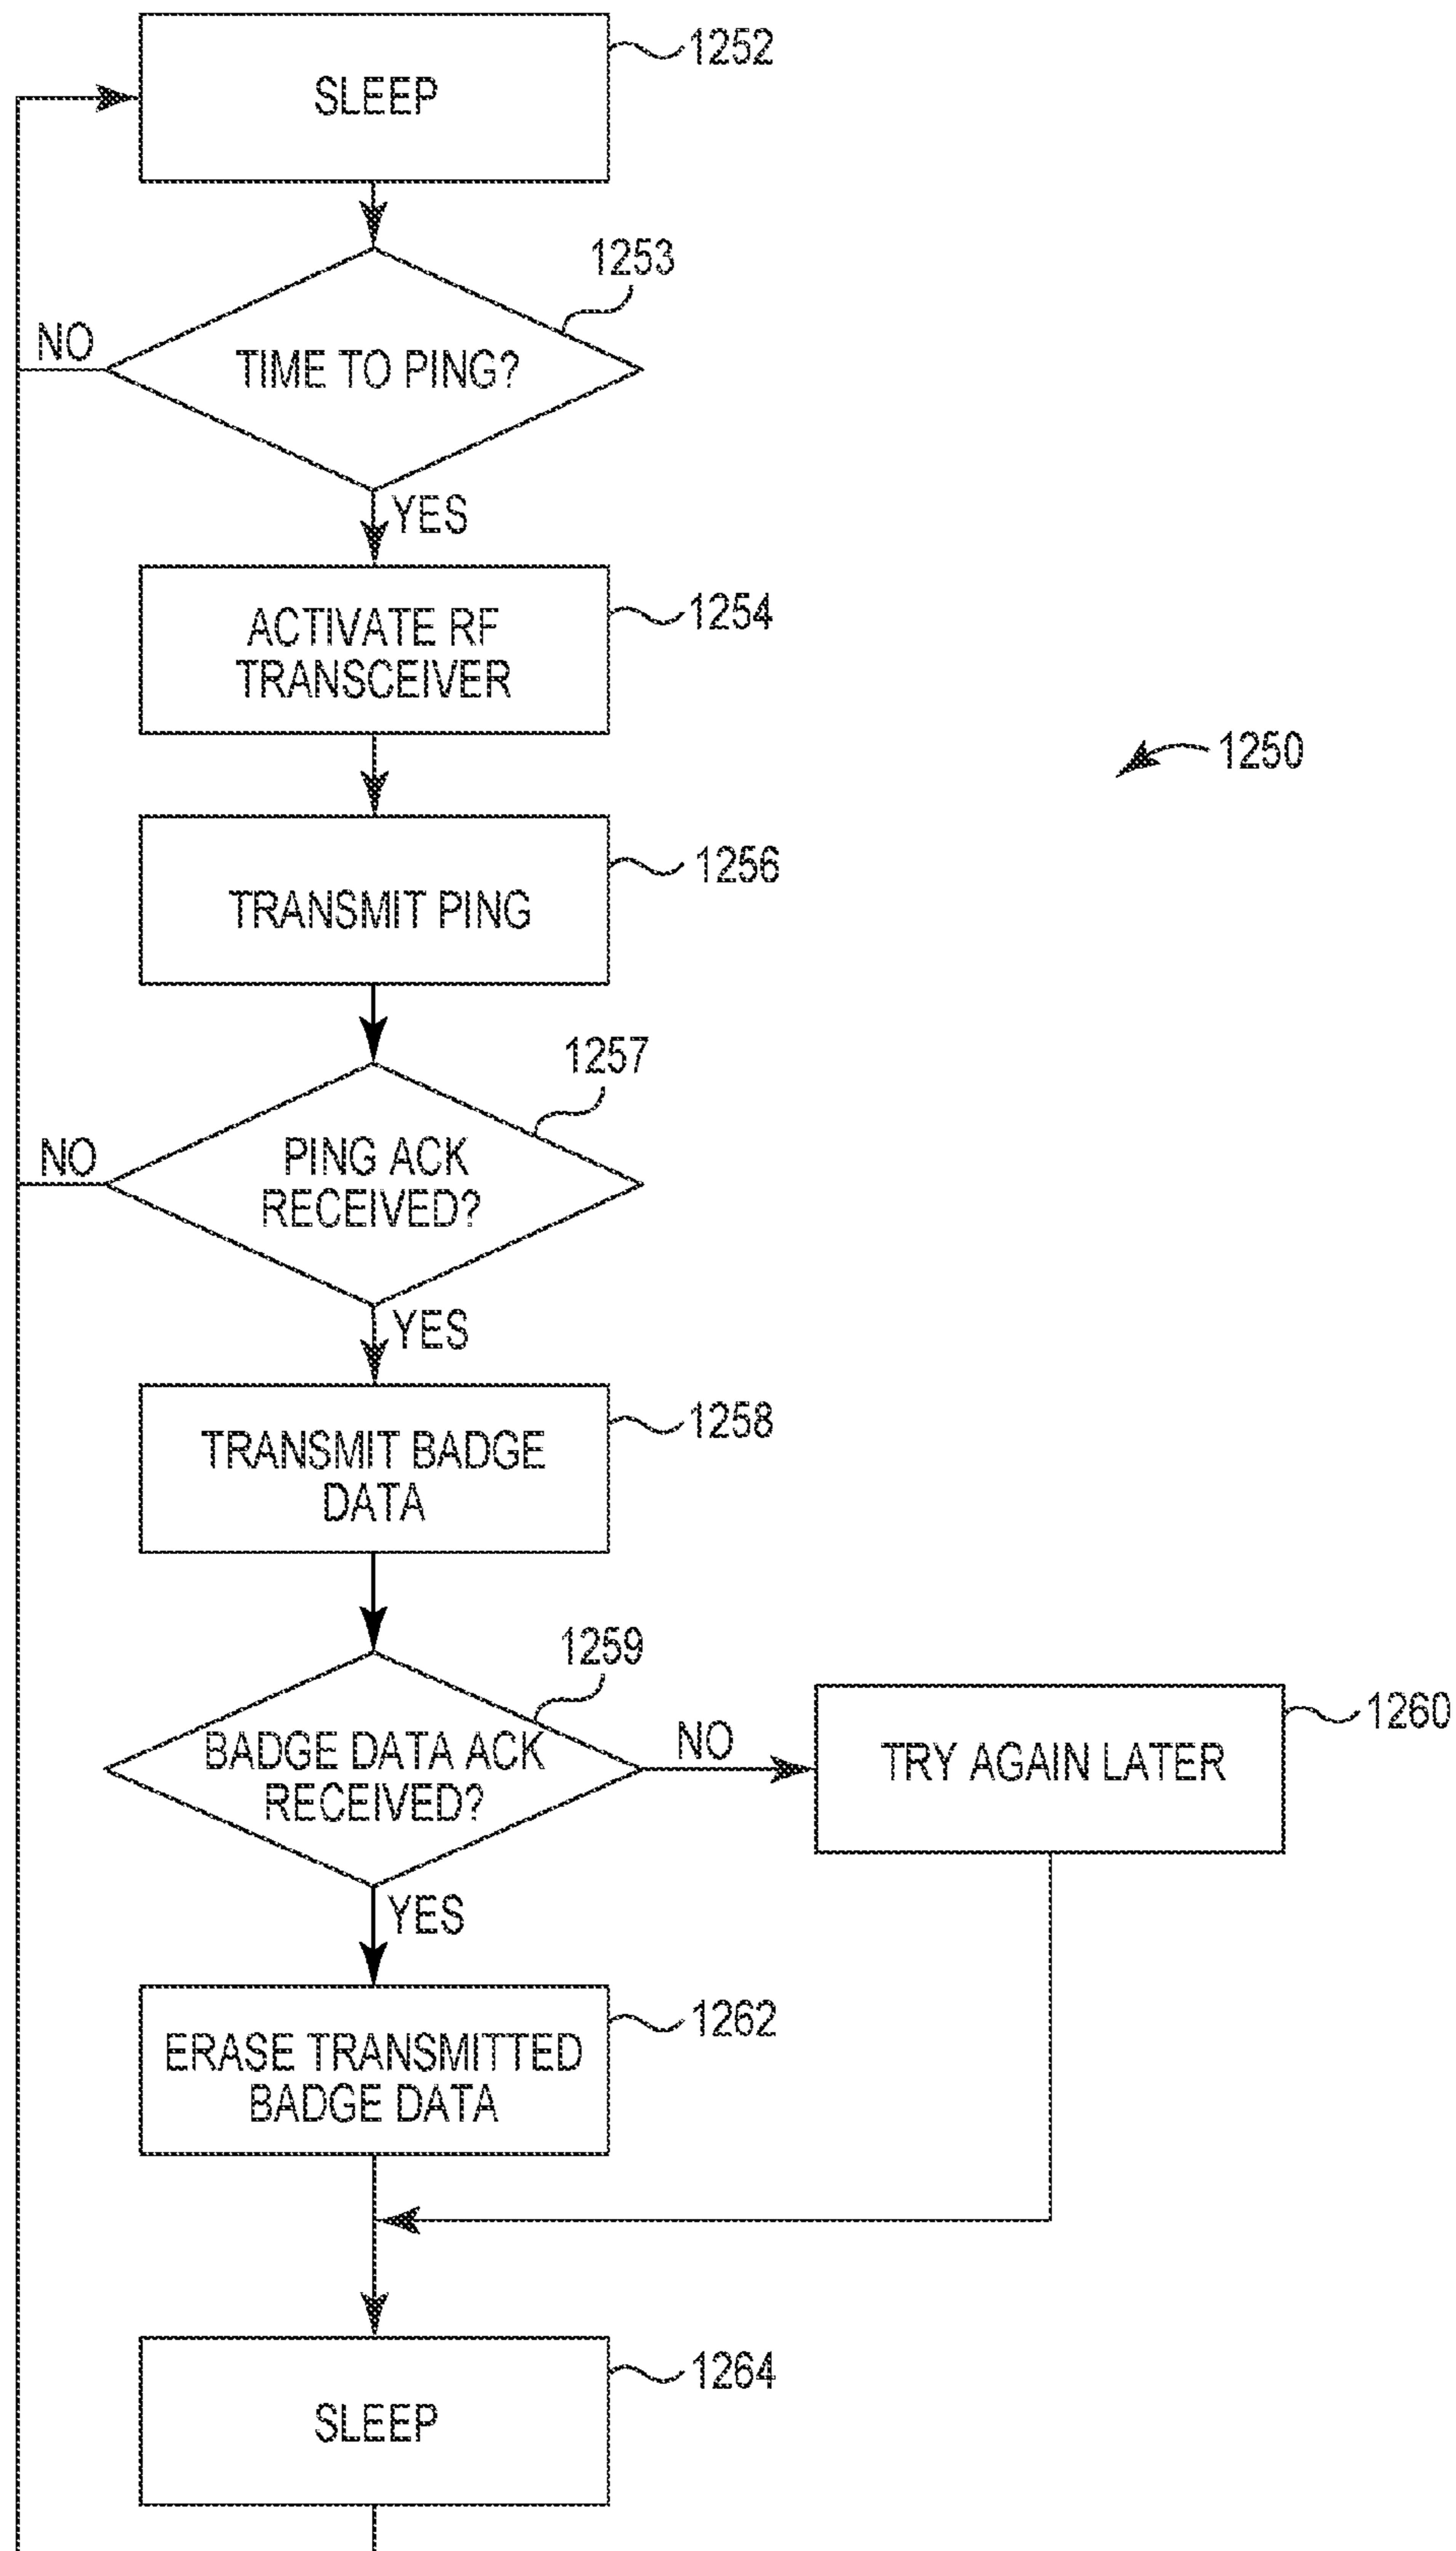 SLEEP
1252
1253
NO
TIME TO PING?
YES
ACTIVATE RF
TRANSCEIVER
1254
1250
TRANSMIT PING
1256
1257
NO
PING ACK
RECEIVED?
YES
TRANSMIT BADGE
DATA
1258
1259
BADGE DATA ACK
RECEIVED?
NO
TRY AGAIN LATER
1260
YES
ERASE TRANSMITTED
BADGE DATA
1262
SLEEP
1264